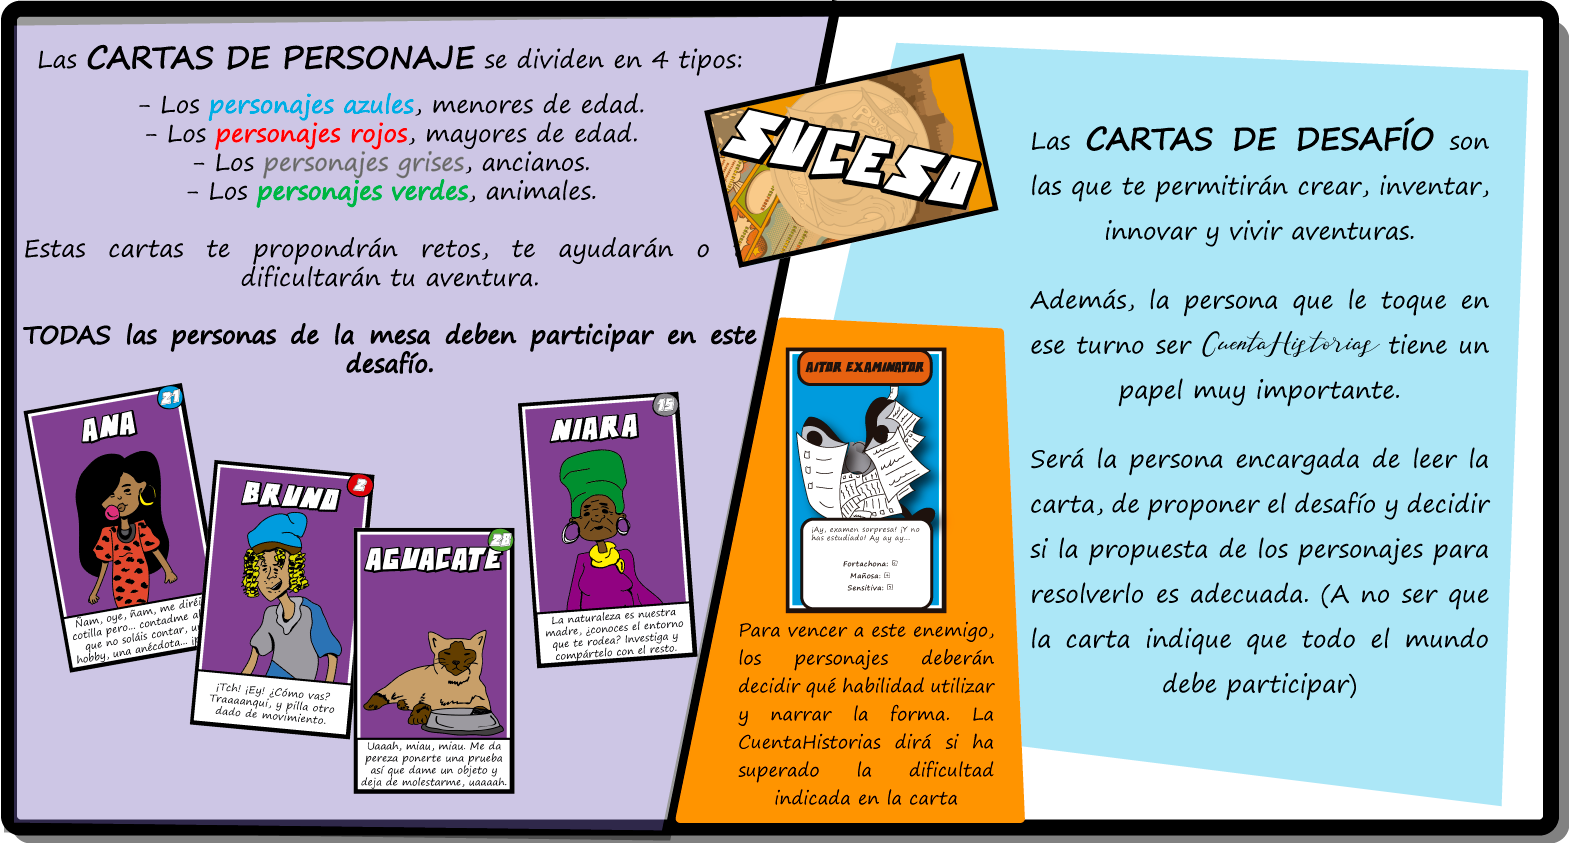 Las CARTAS DE PERSONAJE se dividen en 4 tipos:
- Los personajes azules, menores de edad.
- Los personajes rojos, mayores de edad.
- Los personajes grises, ancianos.
- Los personajes verdes, animales.
Estas cartas te propondrán retos, te ayudarán o
dificultarán tu aventura.
TODAS las personas de la mesa deben participar en este
desafío.
21
ANA
Ñam, oye, ñam, me diréi
cotilla pero... contadme al
que no soláis contar, u
hobby, una anécdota...
2
BRUNO
¡Tch! ¡Ey! ¿Cómo vas?
Traaaanqui, y pilla otro
dado de movimiento.
28
AGUACATE
Uaaah, miau, miau. Me da
pereza ponerte una prueba
así que dame un objeto y
deja de molestarme, uaaaah.
15
NIARA
La naturaleza es nuestra
madre, ¿conoces el entorno
que te rodea? Investiga y
compártelo con el resto.
SUCESO
AITOR EXAMINATOR
¡Ay, examen sorpresa! ¡Y no
has estudiado! Ay ay ay...
Fortachona:
Mañosa:
Sensitiva:
Para vencer a este enemigo,
los personajes deberán
decidir qué habilidad utilizar
y narrar la forma. La
CuentaHistorias dirá si ha
superado la dificultad
indicada en la carta
Las CARTAS DE DESAFÍO son
las que te permitirán crear, inventar,
innovar y vivir aventuras.
Además, la persona que le toque en
ese turno ser CuentaHistorias tiene un
papel muy importante.
Será la persona encargada de leer la
carta, de proponer el desafío y decidir
si la propuesta de los personajes para
resolverlo es adecuada. (A no ser que
la carta indique que todo el mundo
debe participar)